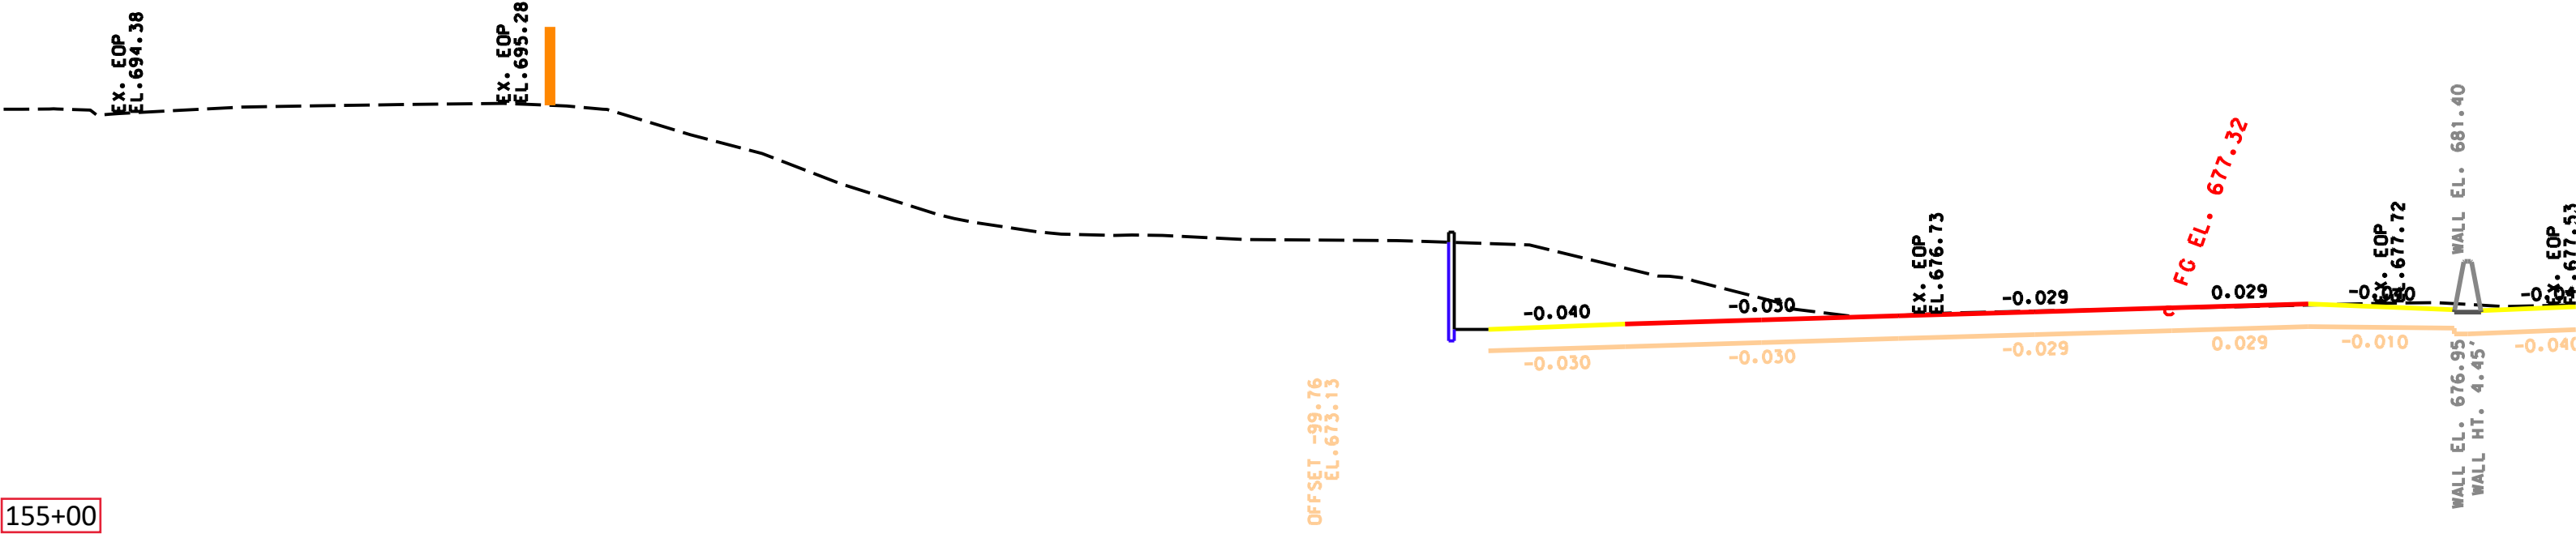 EX. EOP
EL.694.38
EX. EOP
EL.695.28
-0.040
-0.030
EX. EOP
EL.676.73
-0.029
FG EL. 677.32
0.029
EX. EOP
WALL EL. 681.40
EX. EOP
-0.030
-0.030
-0.029
0.029
-0.010
-0.040
OFFSET -99.76
EL.673.13
WALL EL. 676.95
WALL HT. 4.45'
155+00